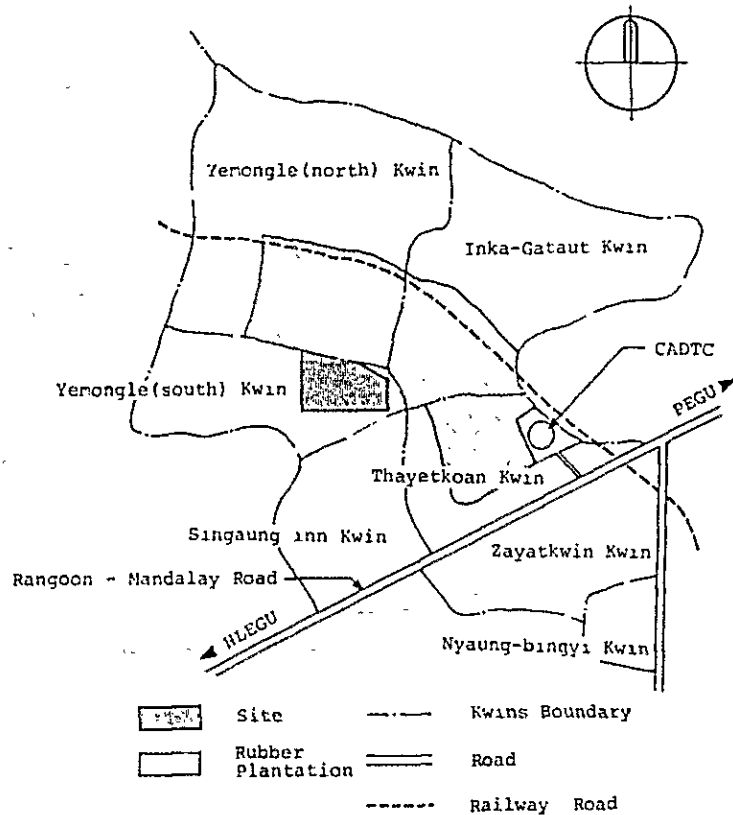 Yemongle(north) Kwin
Inka-Gataut Kwin
CADTC
Yemongle(south) Kwin
PEGU
Thayetkoan Kwin
Singaung inn Kwin
Zayatkwin Kwin
Rangoon - Mandalay Road
HLEGU
Nyaung-bingyi Kwin
Site
Kwins Boundary
Rubber
Plantation
Road
Railway Road